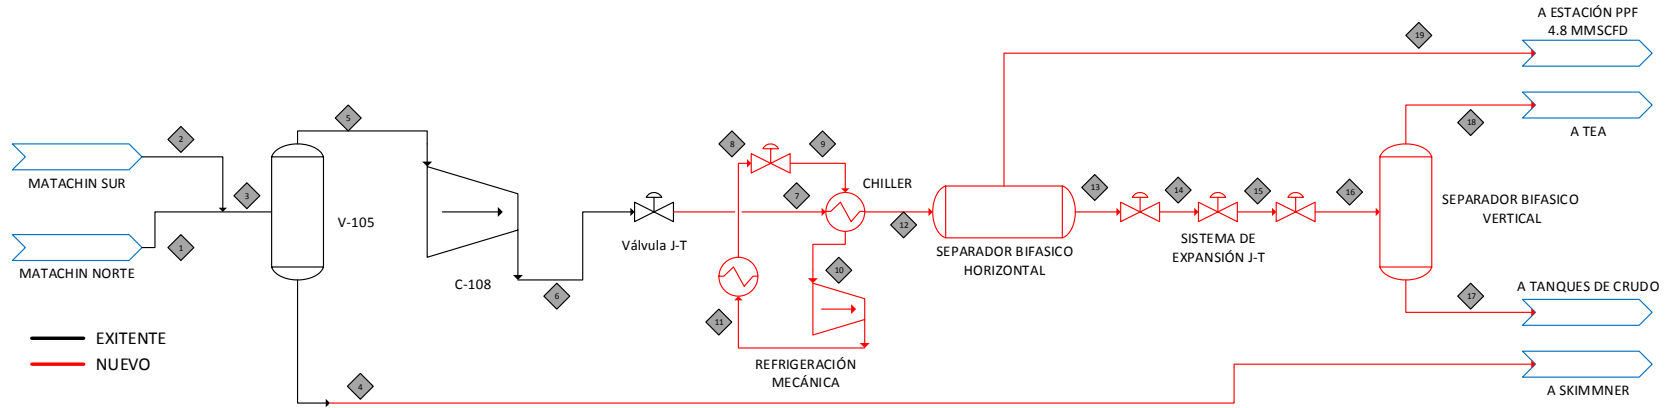 A ESTACIÓN PPF
4.8 MMSCFD
19
5
8
9
18
A TEA
2
CHILLER
MATACHIN SUR
3
7
13
14
15
16
SEPARADOR BIFASICO
VERTICAL
V-105
12
1
Válvula J-T
SEPARADOR BIFASICO
HORIZONTAL
SISTEMA DE
EXPANSIÓN J-T
MATACHIN NORTE
10
C-108
6
17
A TANQUES DE CRUDO
11
EXITENTE
NUEVO
REFRIGERACIÓN
MECÁNICA
4
A SKIMMNER